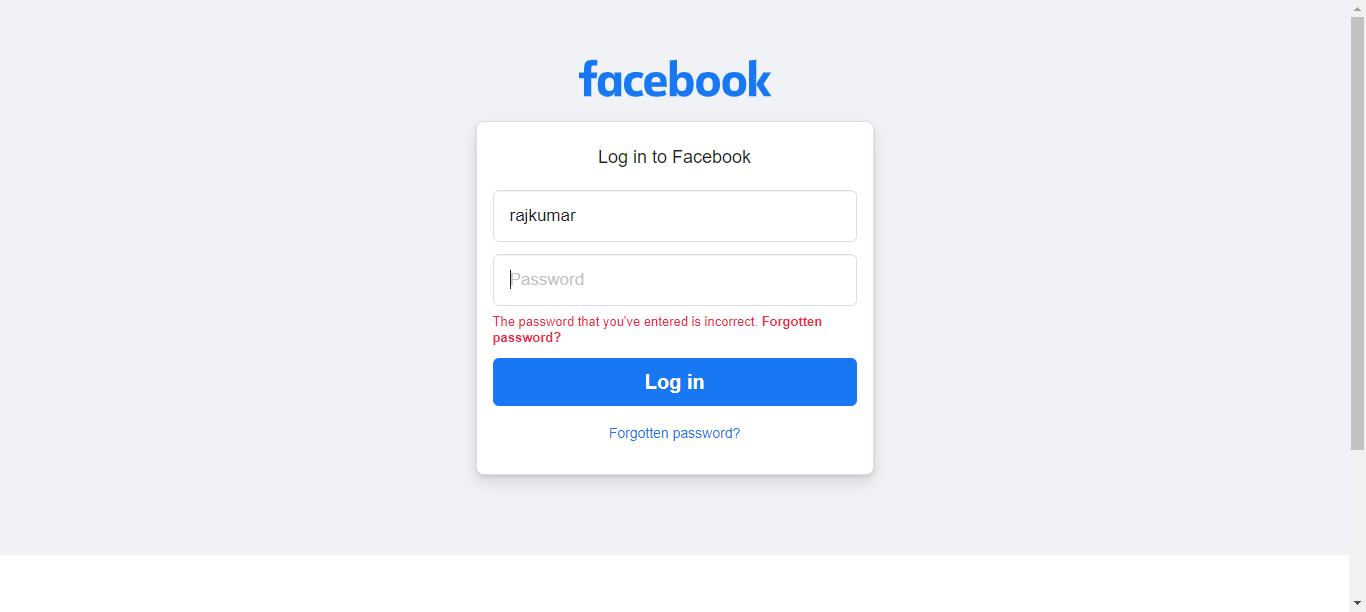 facebook
Log in to Facebook
rajkumar
Password
The password that you've entered is incorrect. Forgotten
password?
Log in
Forgotten password?